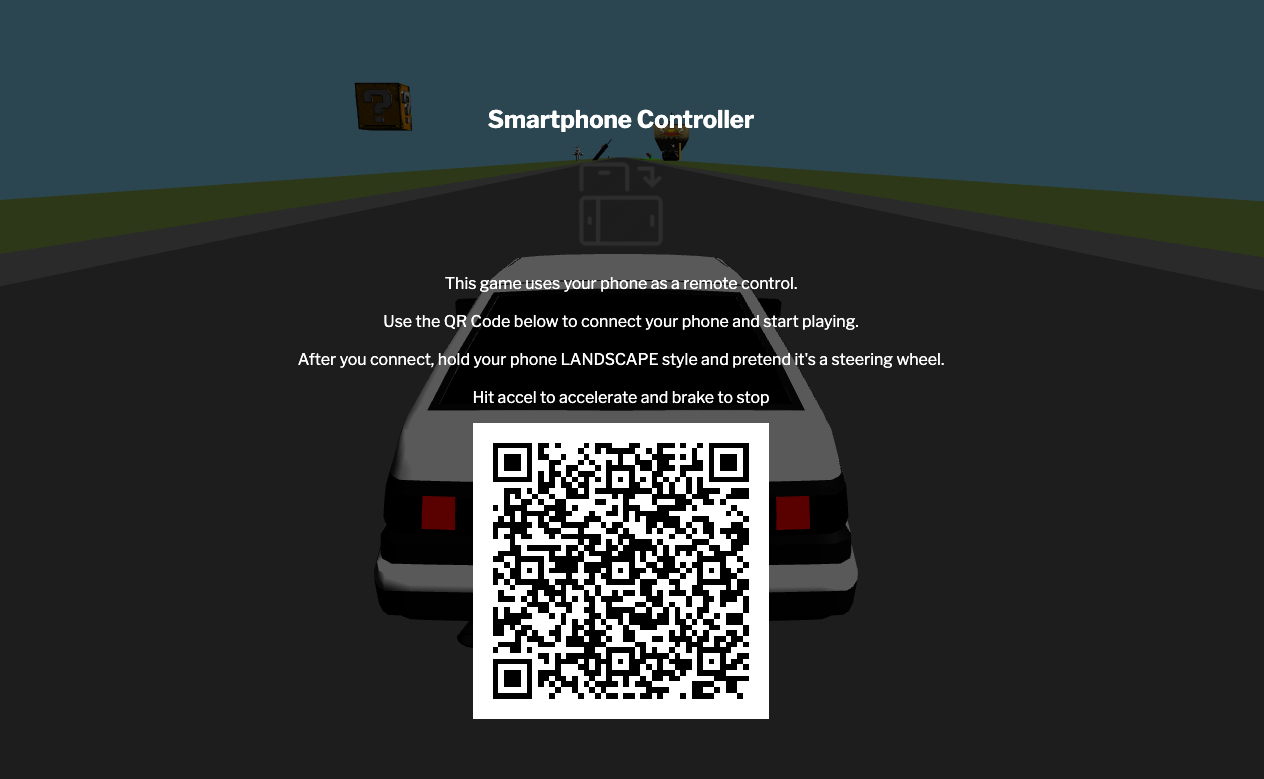 ?
?
Smartphone Controller
This game uses your phone as a remote control.
Use the QR Code below to connect your phone and start playing.
After you connect, hold your phone LANDSCAPE style and pretend it's a steering wheel.
Hit accel to accelerate and brake to stop